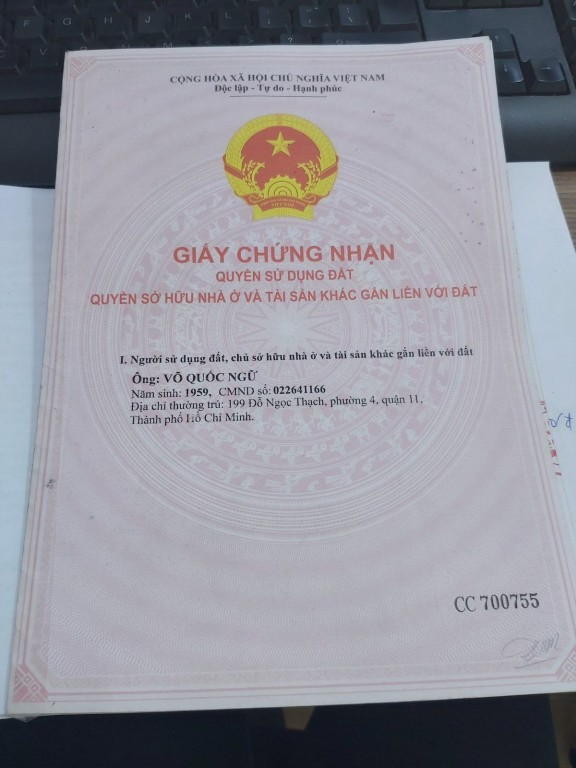 CỘNG HÒA XÃ HỘI CHỦ NGHĨA VIỆT NAM
Độc lập - Tự do - Hạnh phúc
GIẤY CHỨNG NHẬN
QUYỀN SỬ DỤNG ĐẤT
QUYỀN SỞ HỮU NHÀ Ở VÀ TÀI SẢN KHÁC GẮN LIỀN VỚI ĐẤT
I. Người sử dụng đất, chủ sở hữu nhà ở và tài sản khác gắn liền với đất
Ông: VÕ QUỐC NGỮ
Năm sinh: 1959, CMND số: 022641166
Địa chỉ thường trú: 199 Đỗ Ngọc Thạch, phường 4, quận 11,
Thành phố Hồ Chí Minh.
CC 700755